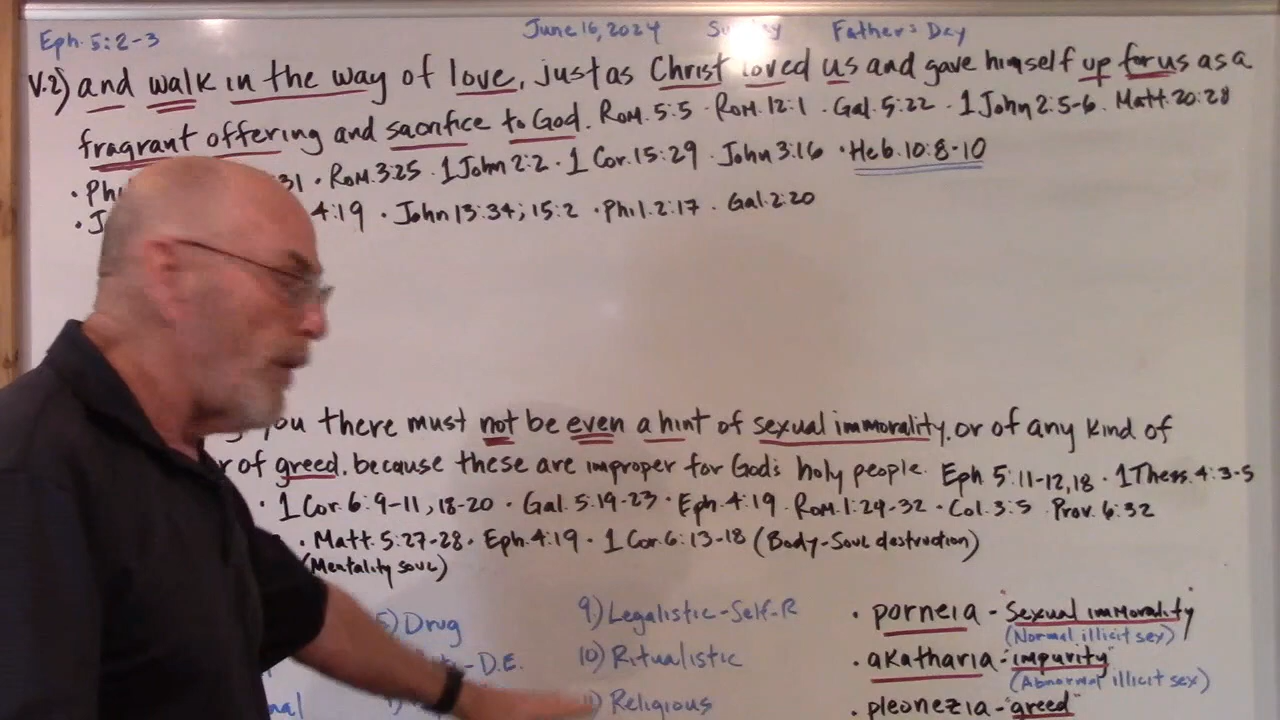 Eph. 5:2-3
June 16, 2024 Sunday Father's Day
V.2) and walk in the way of love, just as Christ loved us and gave himself up for us as a
fragrant offering and sacrifice to God. Rom. 5:5 · Rom. 12:1 · Gal. 5:22 · 1 John 2:5-6 · Matt. 20:28
· Phi 31 · Rom. 3:25 · 1 John 2:2 · 1 Cor. 15:29 · John 3:16 · Heb. 10:8-10
· J 4:19 · John 13:34; 15:2 · Phil. 2:17 · Gal. 2:20
you there must not be even a hint of sexual immorality, or of any kind of
r of greed, because these are improper for God's holy people. Eph 5:11-12,18 · 1 Thess. 4:3-5
· 1 Cor. 6:9-11, 18-20 · Gal. 5:19-23 · Eph. 4:19 · Rom. 1:29-32 · Col. 3:5 Prov. 6:32
· Matt. 5:27-28 · Eph. 4:19 · 1 Cor. 6:13-18 (Body-Soul destruction)
(Mentality soul)
5) Drug
D.E.
nal
9) Legalistic-Self-R
10) Ritualistic
11) Religious
· porneia - "Sexual immorality"
(Normal illicit sex)
· akatharia - "impurity"
(Abnormal illicit sex)
· pleonezia - "greed"